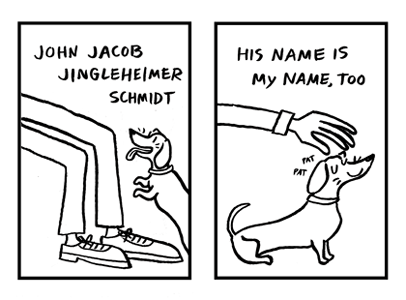 JOHN JACOB
JINGLEHEIMER
SCHMIDT
HIS NAME IS
MY NAME, TOO
PAT
PAT